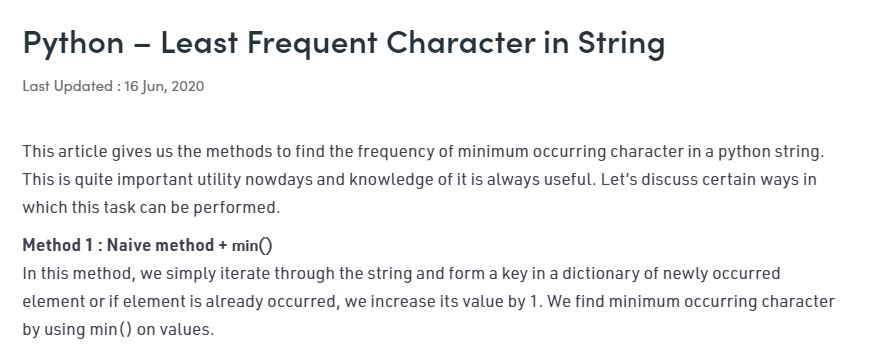 Python – Least Frequent Character in String
Last Updated : 16 Jun, 2020
This article gives us the methods to find the frequency of minimum occurring character in a python string.
This is quite important utility nowdays and knowledge of it is always useful. Let’s discuss certain ways in
which this task can be performed.
Method 1 : Naive method + min()
In this method, we simply iterate through the string and form a key in a dictionary of newly occurred
element or if element is already occurred, we increase its value by 1. We find minimum occurring character
by using min() on values.